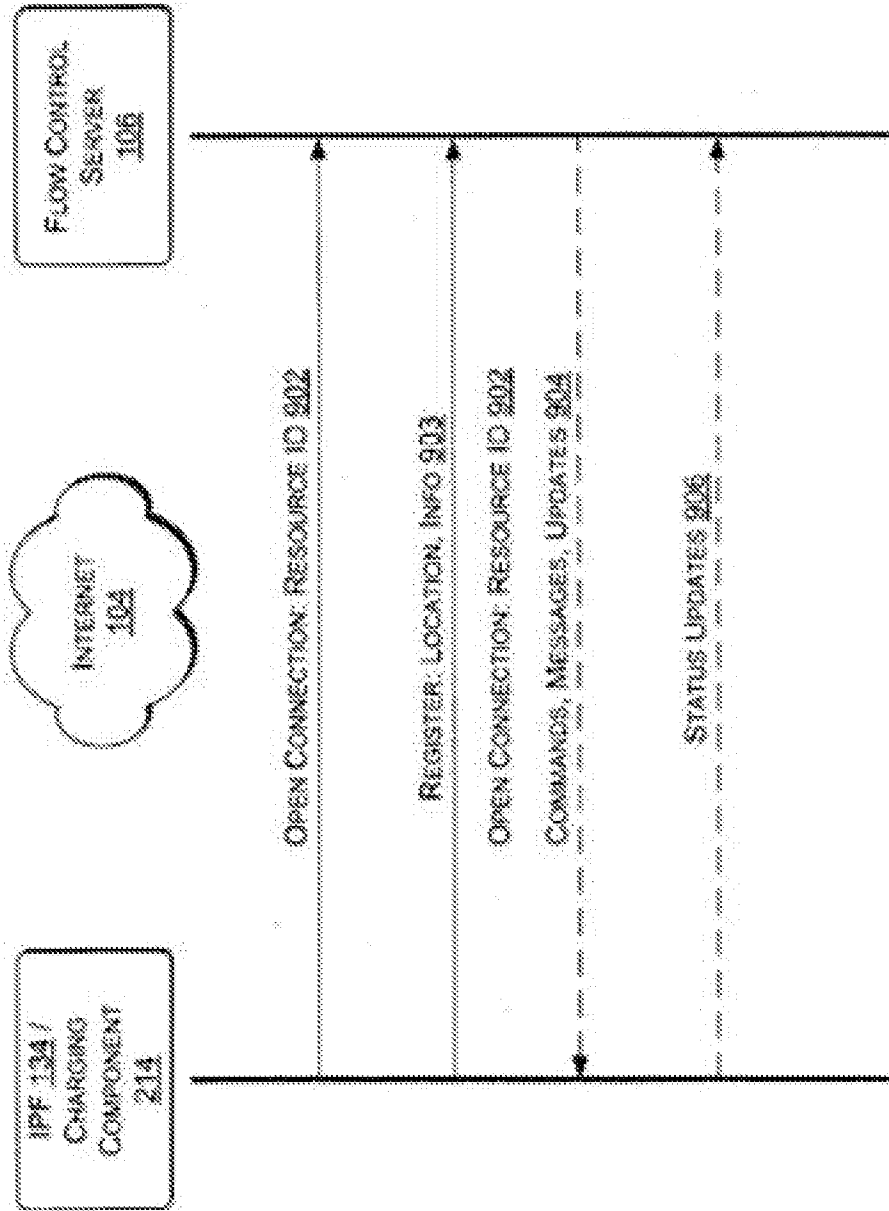 IPF 134 /
CHARGING
COMPONENT
214
INTERNET
104
FLOW CONTROL
SERVER
106
OPEN CONNECTION: RESOURCE ID 902
REGISTER: LOCATION, INFO 903
OPEN CONNECTION: RESOURCE ID 902
COMMANDS, MESSAGES, UPDATES 904
STATUS UPDATES 906